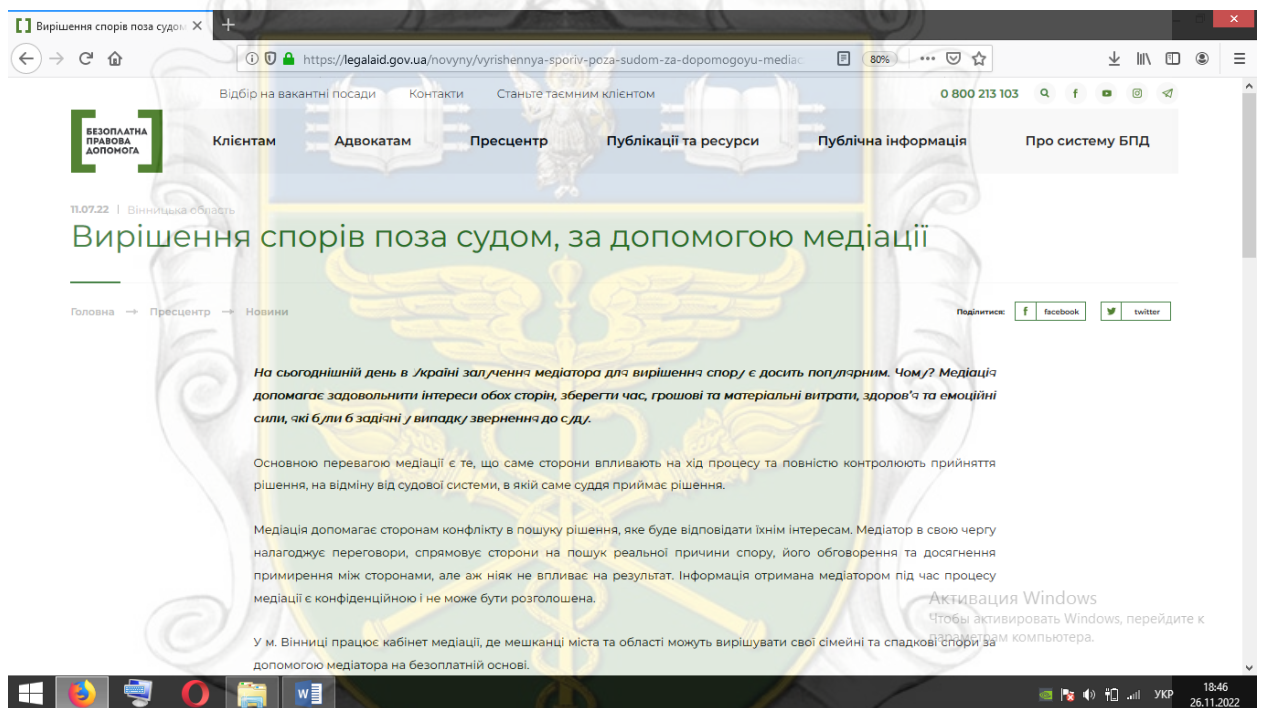 Вирішення спорів поза судом
https://legalaid.gov.ua/novyny/vyrishennya-sporiv-poza-sudom-za-dopomogoyu-mediac
80%
Відбір на вакантні посади Контакти Станьте таємним клієнтом 0 800 213 103
БЕЗОПЛАТНА
ПРАВОВА
ДОПОМОГА
Клієнтам Адвокатам Пресцентр Публікації та ресурси Публічна інформація Про систему БПД
11.07.22 | Вінницька область
Вирішення спорів поза судом, за допомогою медіації
Головна → Пресцентр → Новини
Поділитися: facebook twitter
На сьогоднішній день в Україні залучення медіатора для вирішення спору є досить популярним. Чому? Медіація
допомагає задовольнити інтереси обох сторін, зберегти час, грошові та матеріальні витрати, здоров'я та емоційні
сили, які були б задіяні у випадку звернення до суду.
Основною перевагою медіації є те, що саме сторони впливають на хід процесу та повністю контролюють прийняття
рішення, на відміну від судової системи, в якій саме суддя приймає рішення.
Медіація допомагає сторонам конфлікту в пошуку рішення, яке буде відповідати їхнім інтересам. Медіатор в свою чергу
налагоджує переговори, спрямовує сторони на пошук реальної причини спору, його обговорення та досягнення
примирення між сторонами, але аж ніяк не впливає на результат. Інформація отримана медіатором під час процесу
медіації є конфіденційною і не може бути розголошена.
Активация Windows
Чтобы активировать Windows, перейдите к
параметрам компьютера.
У м. Вінниці працює кабінет медіації, де мешканці міста та області можуть вирішувати свої сімейні та спадкові спори за
допомогою медіатора на безоплатній основі.
УКР
18:46
26.11.2022